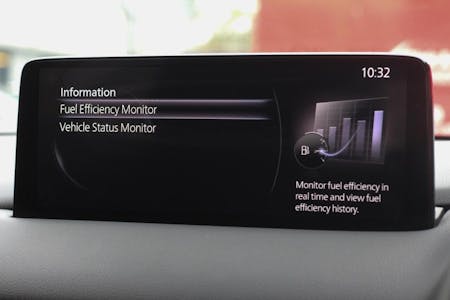 10:32
Information
Fuel Efficiency Monitor
Vehicle Status Monitor
Monitor fuel efficiency in
real time and view fuel
efficiency history.